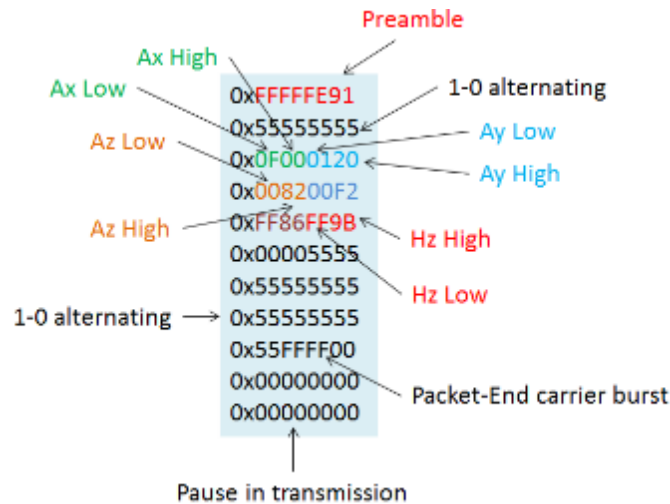 Preamble
Ax High
Ax Low
0xFFFFFE91
1-0 alternating
0x55555555
Ay Low
Az Low
0x0F000120
Ay High
0x008200F2
Az High
0xFF86FF9B
Hz High
0x00005555
Hz Low
0x55555555
1-0 alternating
0x55555555
0x55FFFF00
Packet-End carrier burst
0x00000000
0x00000000
Pause in transmission